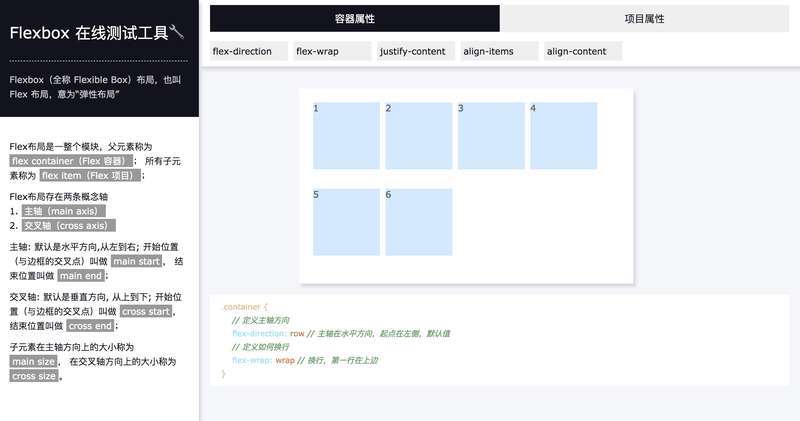 Flexbox 在线测试工具🔧
Flexbox（全称 Flexible Box）布局，也叫
Flex 布局，意为“弹性布局”
Flex布局是一整个模块，父元素称为
flex container（Flex 容器） ； 所有子元
素称为 flex item（Flex 项目）；
Flex布局存在两条概念轴
1. 主轴（main axis）
2. 交叉轴（cross axis）
主轴: 默认是水平方向,从左到右; 开始位置
（与边框的交叉点）叫做 main start， 结
束位置叫做 main end；
交叉轴: 默认是垂直方向, 从上到下; 开始位
置（与边框的交叉点）叫做 cross start，
结束位置叫做 cross end；
子元素在主轴方向上的大小称为
main size， 在交叉轴方向上的大小称为
cross size。
容器属性
项目属性
flex-direction
flex-wrap
justify-content
align-items
align-content
1
2
3
4
5
6
.container {
// 定义主轴方向
flex-direction: row // 主轴在水平方向，起点在左侧，默认值
// 定义如何换行
flex-wrap: wrap // 换行，第一行在上边
}